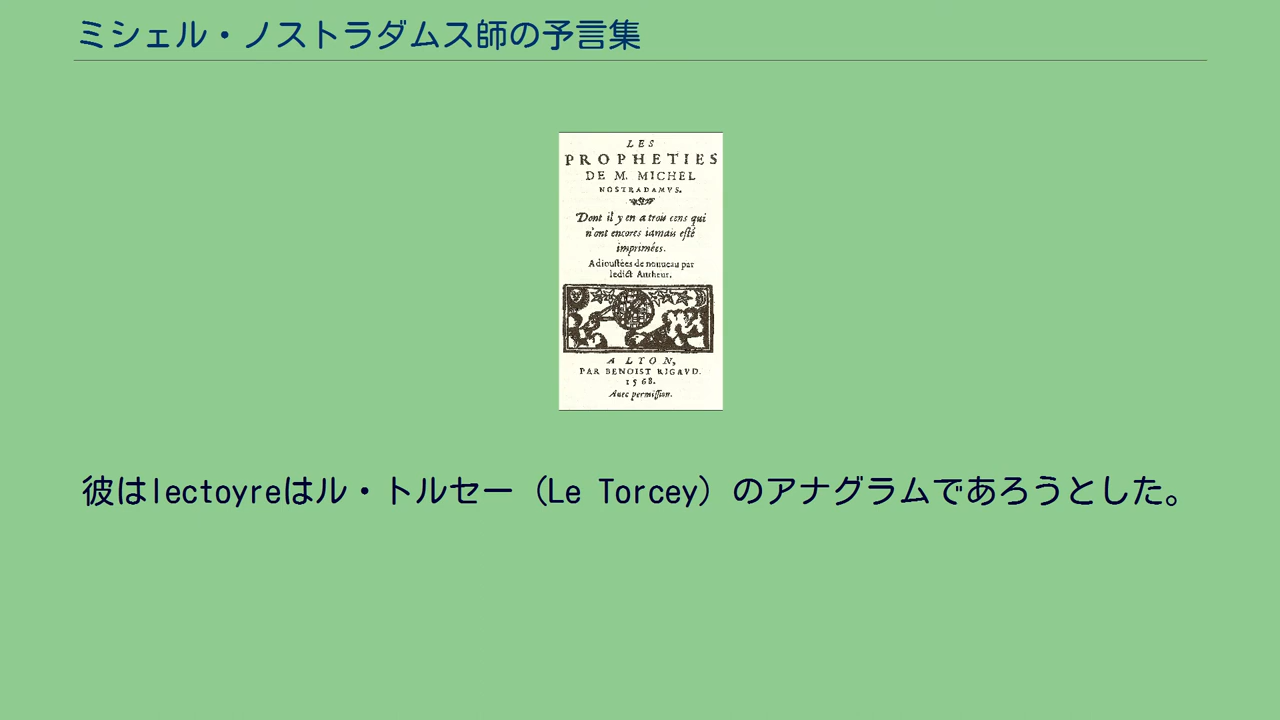 ミシェル・ノストラダムス師の予言集
LES
PROPHETIES
DE M. MICHEL
NOSTRADAMVS.
Dont il y en a trois cens qui
n'ont encores iamais esté
imprimées.
Adioustées de nouueau par
ledict Autheur.
A LYON,
PAR BENOIST RIGAVD.
1568.
Auec permißion.
彼はlectoyreはル・トルセー（Le Torcey）のアナグラムであろうとした。